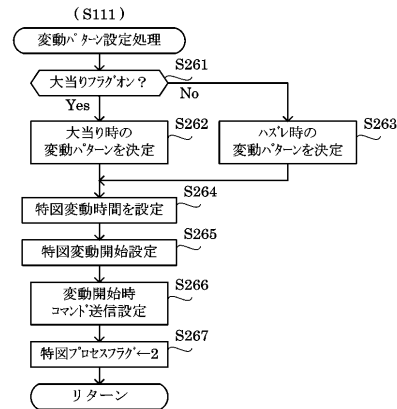 (S111)
変動パターン設定処理
大当りフラグオン？
S261
Yes
No
大当り時の
変動パターンを決定
S262
ハズレ時の
変動パターンを決定
S263
特図変動時間を設定
S264
特図変動開始設定
S265
変動開始時
コマンド送信設定
S266
特図プロセスフラグ←2
S267
リターン